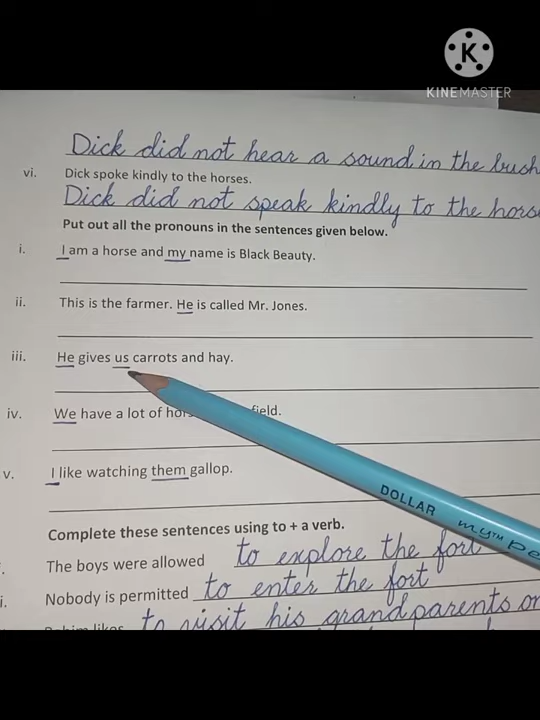 KINEMASTER
Dick did not hear a sound in the bush
vi. Dick spoke kindly to the horses.
Dick did not speak kindly to the
Put out all the pronouns in the sentences given below.
i. I am a horse and my name is Black Beauty.
ii. This is the farmer. He is called Mr. Jones.
iii. He gives us carrots and hay.
iv. We have a lot of field.
v. I like watching them gallop.
DOLLAR my™ Pe
Complete these sentences using to + a verb.
The boys were allowed to explore the fort
i. Nobody is permitted to enter the fort
likes to visit his grandparents on